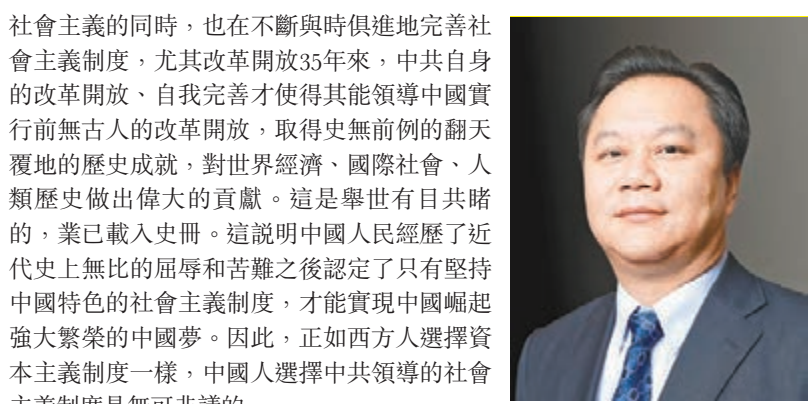 社會主義的同時，也在不斷與時俱進地完善社
會主義制度，尤其改革開放35年來，中共自身
的改革開放、自我完善才使得其能領導中國實
行前無古人的改革開放，取得史無前例的翻天
覆地的歷史成就，對世界經濟、國際社會、人
類歷史做出偉大的貢獻。這是舉世有目共睹
的，業已載入史冊。這説明中國人民經歷了近
代史上無比的屈辱和苦難之後認定了只有堅持
中國特色的社會主義制度，才能實現中國崛起
強大繁榮的中國夢。因此，正如西方人選擇資
本主義制度一樣，中國人選擇中共領導的社會
主義制度是無可非議的